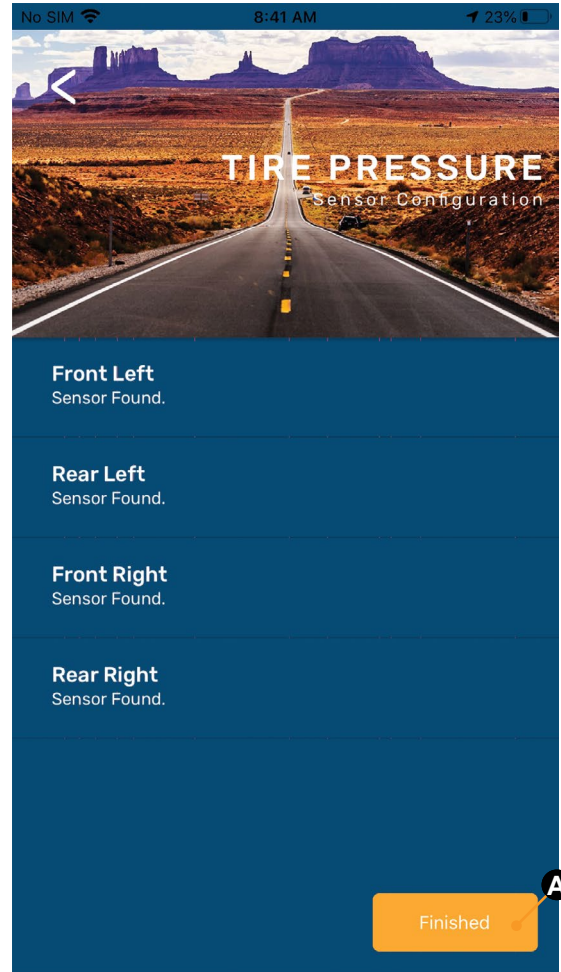 No SIM 8:41 AM 23%
TIRE PRESSURE
Sensor Configuration
Front Left
Sensor Found.
Rear Left
Sensor Found.
Front Right
Sensor Found.
Rear Right
Sensor Found.
A
Finished